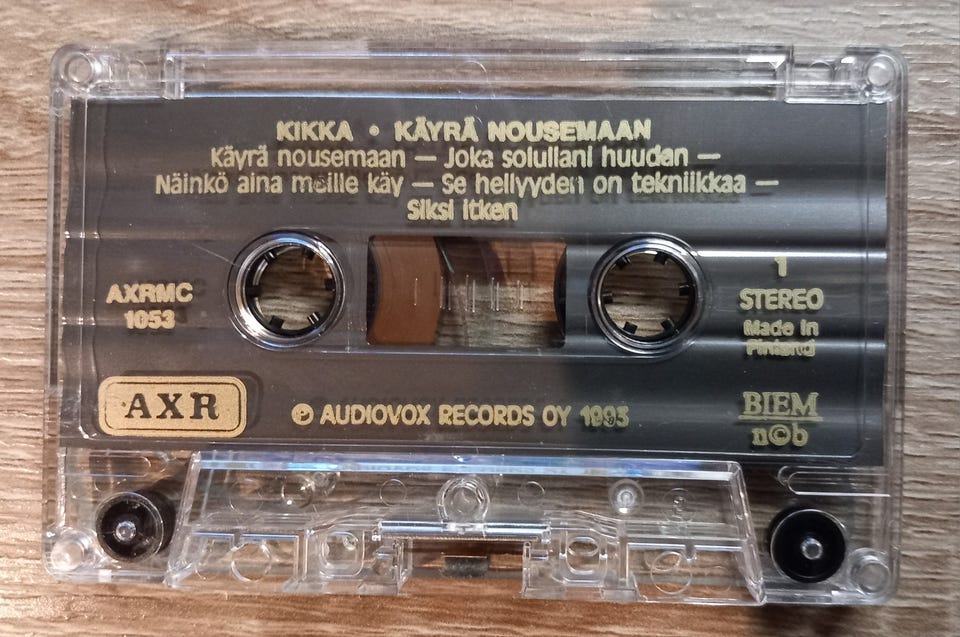 KIKKA • KÄYRÄ NOUSEMAAN
Käyrä nousemaan — Joka solullani huudan —
Näinkö aina meille käy — Se hellyyden on tekniikkaa —
Siksi itken
AXRMC
1053
1
STEREO
Made in
Finland
AXR
℗ AUDIOVOX RECORDS OY 1993
BIEM
n©b